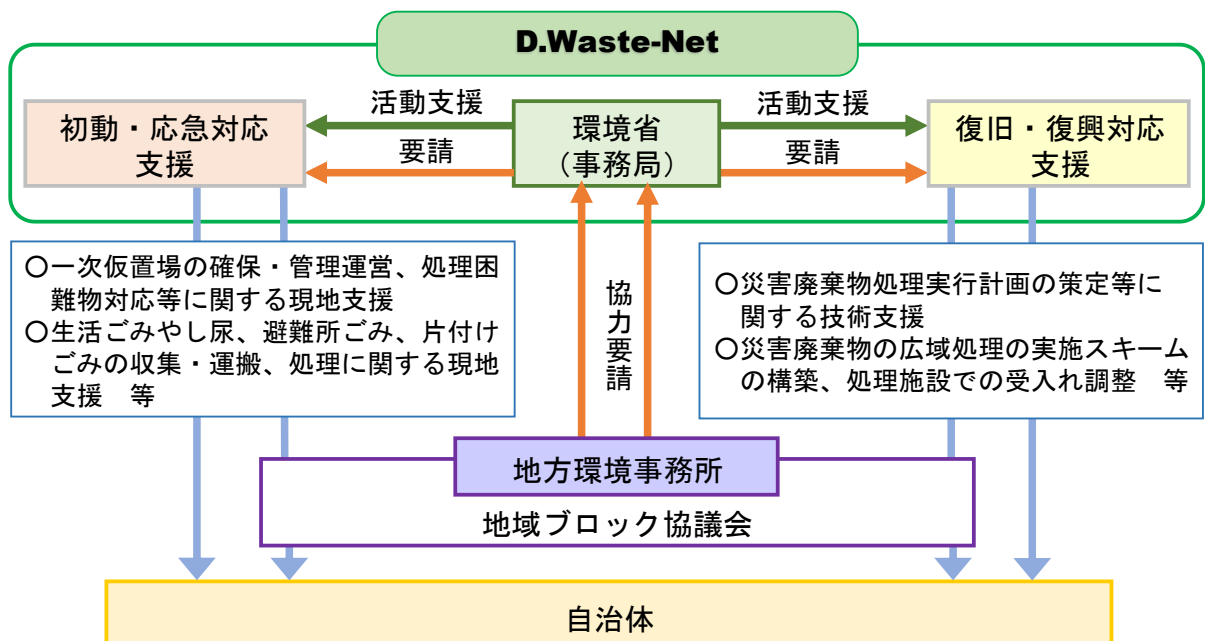 D.Waste-Net
初動・応急対応
支援
活動支援
要請
環境省
（事務局）
活動支援
要請
復旧・復興対応
支援
〇一次仮置場の確保・管理運営、処理困
難物対応等に関する現地支援
〇生活ごみやし尿、避難所ごみ、片付け
ごみの収集・運搬、処理に関する現地
支援　等
協力要請
〇災害廃棄物処理実行計画の策定等に
関する技術支援
〇災害廃棄物の広域処理の実施スキーム
の構築、処理施設での受入れ調整　等
地方環境事務所
地域ブロック協議会
自治体